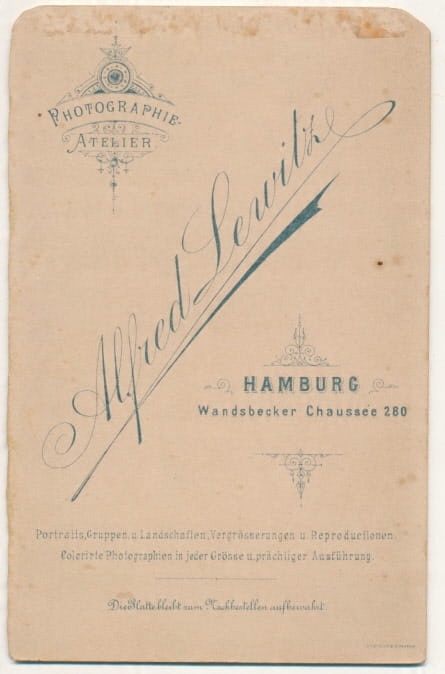 PHOTOGRAPHIE
ATELIER
Alfred Lewitz
HAMBURG
Wandsbecker Chaussée 280
Portraits, Gruppen, u. Landschaften, Vergrösserungen u. Reproductionen.
Colorirte Photographien in jeder Grösse u. prächtiger Ausführung.
Die Platte bleibt zum Nachbestellen aufbewahrt.